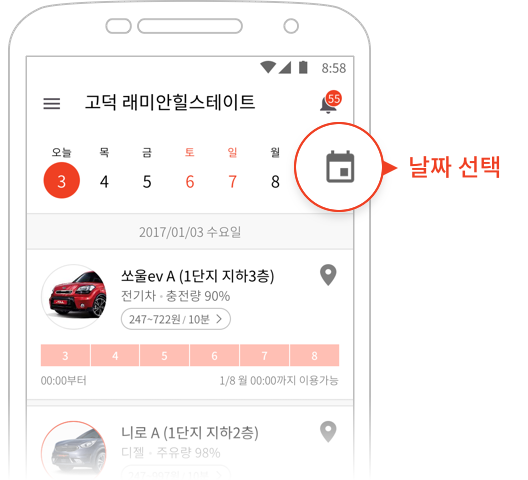 8:58
고덕 래미안힐스테이트
55
오늘 목 금 토 일 월
3 4 5 6 7 8
날짜 선택
2017/01/03 수요일
쏘울ev A (1단지 지하3층)
전기차 · 충전량 90%
247~722원 / 10분 >
3 4 5 6 7 8
00:00부터
1/8 월 00:00까지 이용가능
니로 A (1단지 지하2층)
디젤 · 주유량 98%